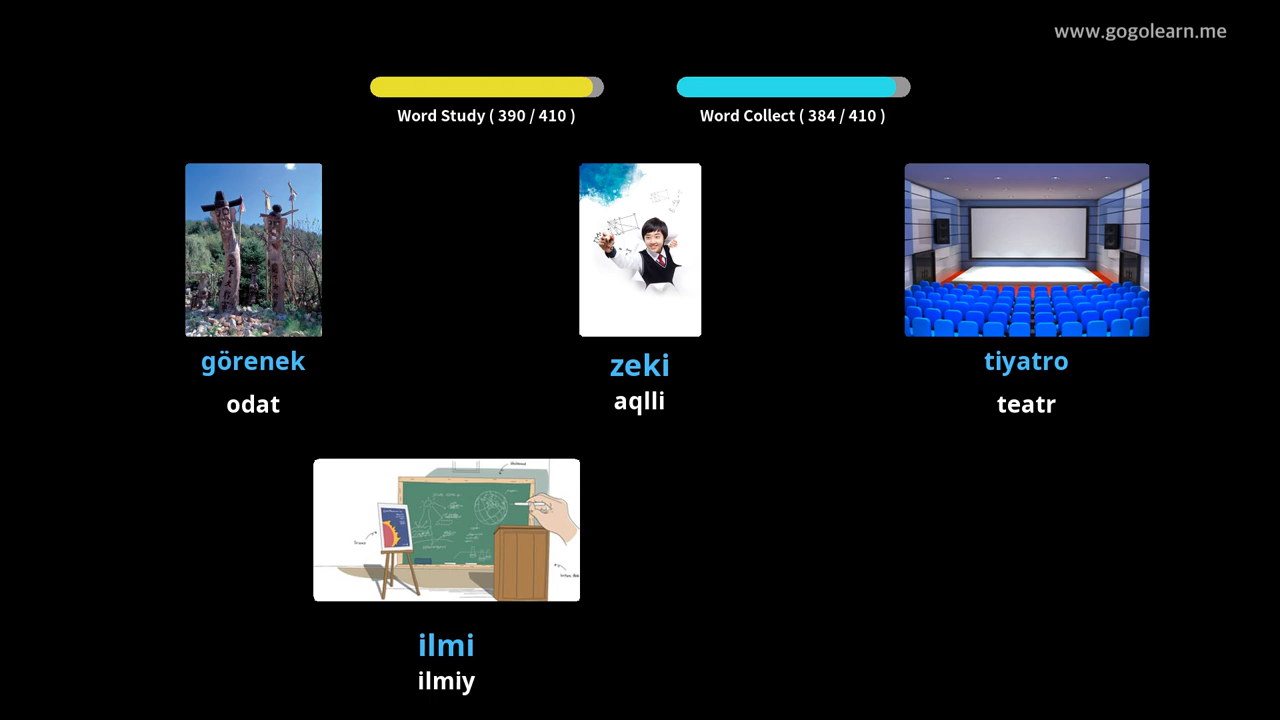 www.gogolearn.me
Word Study ( 390 / 410 )
Word Collect ( 384 / 410 )
görenek
odat
zeki
aqlli
tiyatro
teatr
ilmi
ilmiy